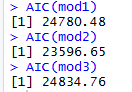 > AIC(mod1)
[1] 24780.48
> AIC(mod2)
[1] 23596.65
> AIC(mod3)
[1] 24834.76